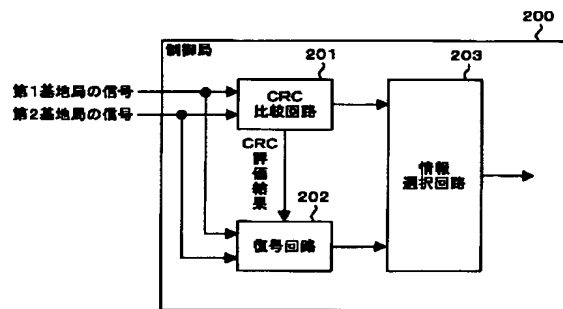 200
制御局
201
203
第1基地局の信号
第2基地局の信号
CRC
比較回路
CRC
評価結果
情報
選択回路
202
復号回路